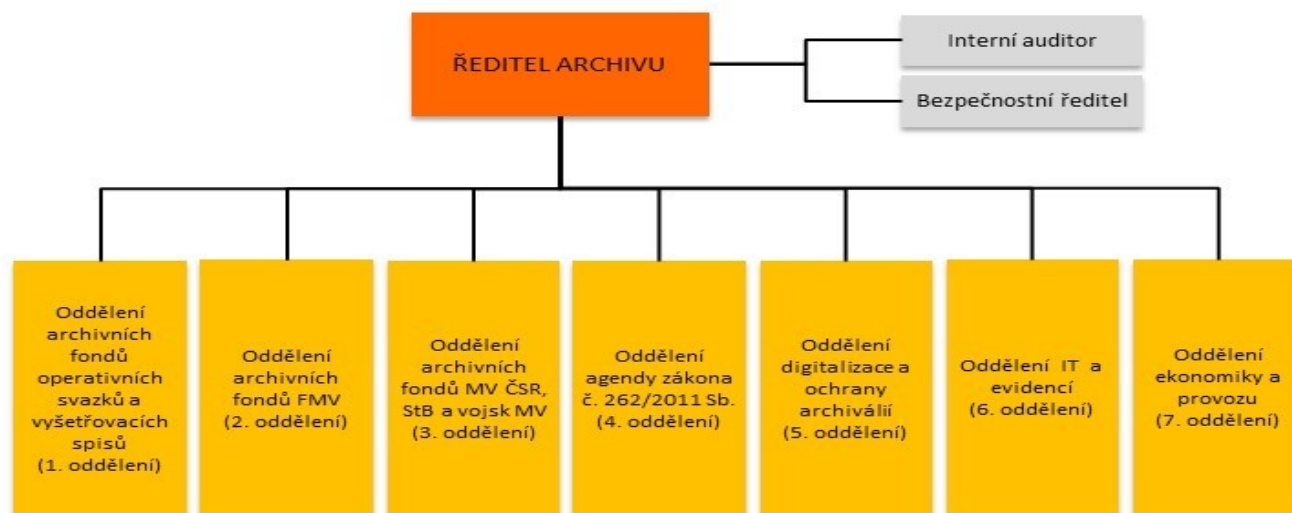 ŘEDITEL ARCHIVU
Interní auditor
Bezpečnostní ředitel
Oddělení
archivních
fondů
operativních
svazků a
vyšetřovacích
spisů
(1. oddělení)
Oddělení
archivních
fondů FMV
(2. oddělení)
Oddělení
archivních
fondů MV ČSR,
StB a vojsk MV
(3. oddělení)
Oddělení
agendy zákona
č. 262/2011 Sb.
(4. oddělení)
Oddělení
digitalizace a
ochrany
archiválií
(5. oddělení)
Oddělení IT a
evidencí
(6. oddělení)
Oddělení
ekonomiky a
provozu
(7. oddělení)